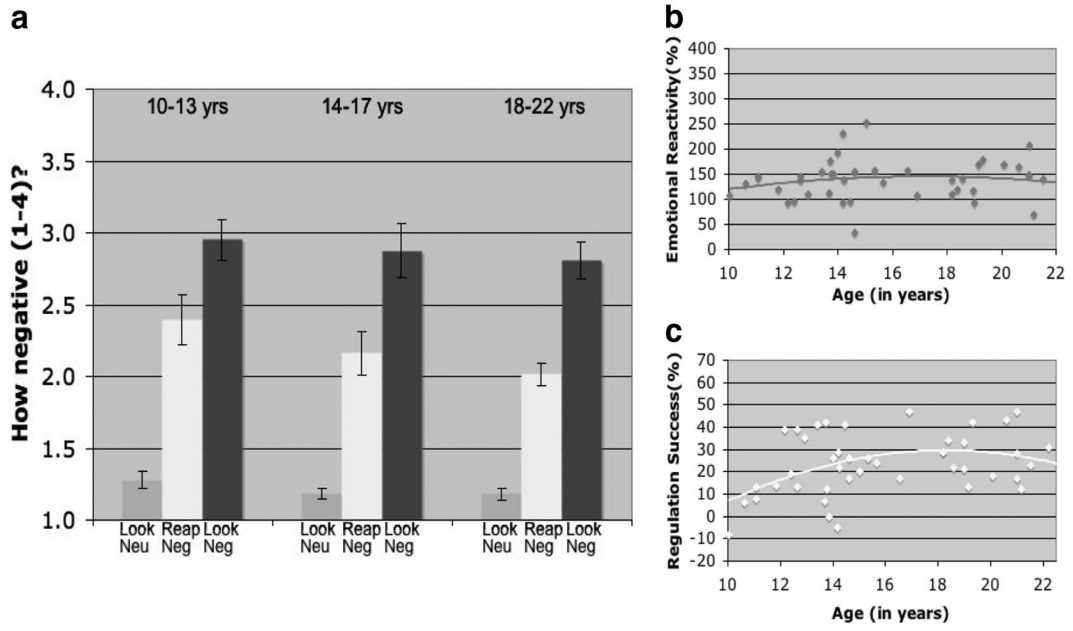 a
How negative (1-4)?
4.0
3.5
3.0
2.5
2.0
1.5
1.0
10-13 yrs
14-17 yrs
18-22 yrs
Look Reap Look
Neu Neg Neg
Look Reap Look
Neu Neg Neg
Look Reap Look
Neu Neg Neg
b
Emotional Reactivity(%)
400
350
300
250
200
150
100
50
0
10 12 14 16 18 20 22
Age (in years)
c
Regulation Success(%)
70
60
50
40
30
20
10
0
-10
-20
10 12 14 16 18 20 22
Age (in years)